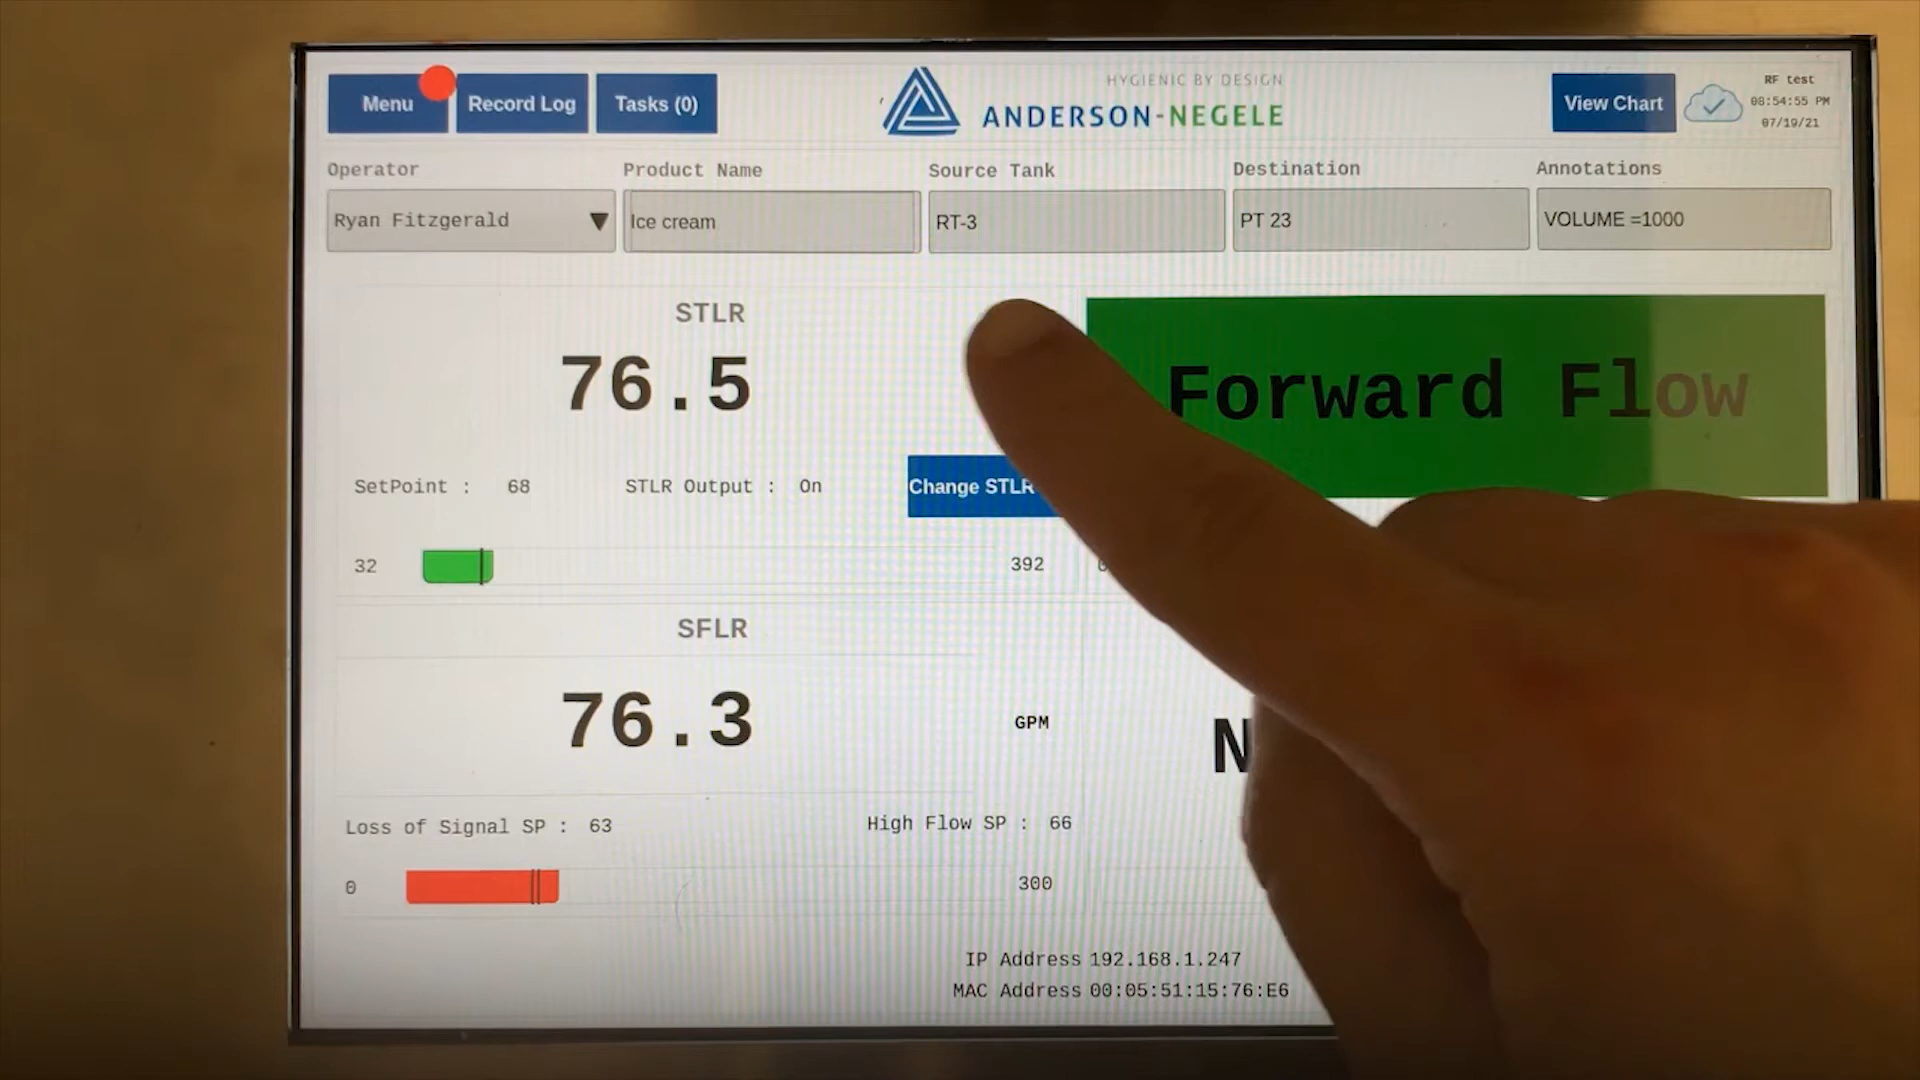 Menu Record Log Tasks (0)
HYGIENIC BY DESIGN
ANDERSON-NEGELE
View Chart
RF test
08:54:55 PM
07/19/21
Operator Product Name Source Tank Destination Annotations
Ryan Fitzgerald Ice cream RT-3 PT 23 VOLUME =1000
STLR
76.5
Forward Flow
SetPoint : 68 STLR Output : On Change STLR
32 392
SFLR
76.3 GPM
Loss of Signal SP : 63 High Flow SP : 66
0 300
IP Address 192.168.1.247
MAC Address 00:05:51:15:76:E6